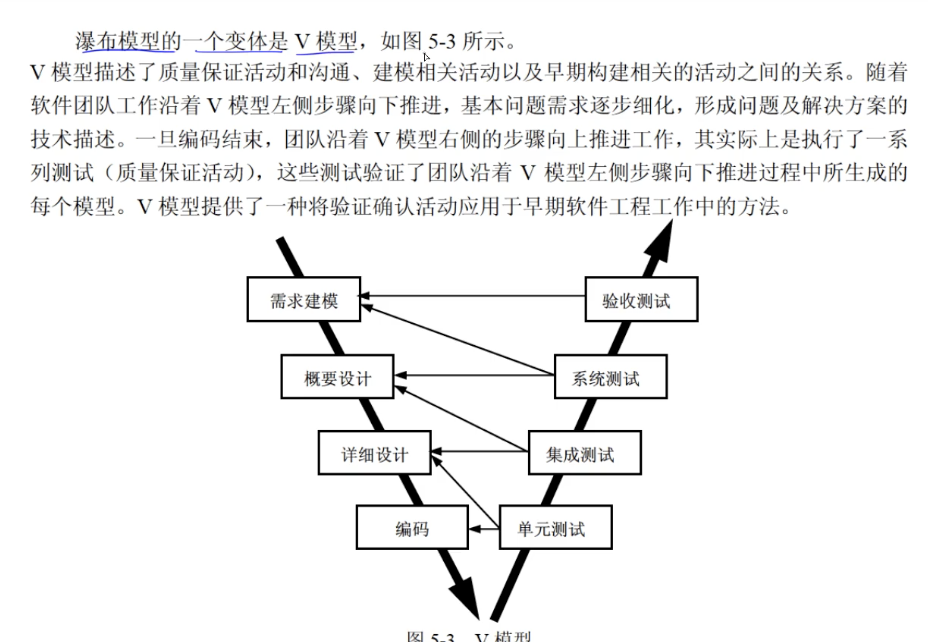 瀑布模型的一个变体是 V 模型，如图 5-3 所示。
V 模型描述了质量保证活动和沟通、建模相关活动以及早期构建相关的活动之间的关系。随着
软件团队工作沿着 V 模型左侧步骤向下推进，基本问题需求逐步细化，形成问题及解决方案的
技术描述。一旦编码结束，团队沿着 V 模型右侧的步骤向上推进工作，其实际上是执行了一系
列测试（质量保证活动），这些测试验证了团队沿着 V 模型左侧步骤向下推进过程中所生成的
每个模型。V 模型提供了一种将验证确认活动应用于早期软件工程工作中的方法。
需求建模 验收测试
概要设计 系统测试
详细设计 集成测试
编码 单元测试
图 5-3 V 模型